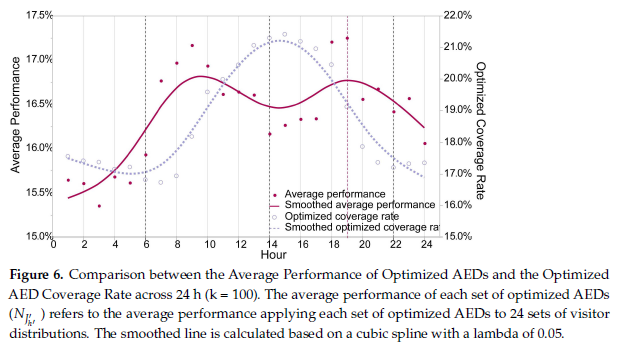 17.5%
17.0%
16.5%
16.0%
15.5%
15.0%
Average Performance
22.0%
21.0%
20.0%
19.0%
18.0%
17.0%
16.0%
15.0%
Optimized Coverage Rate
Average performance
Smoothed average performance
Optimized coverage rate
Smoothed optimized coverage ra
0 2 4 6 8 10 12 14 16 18 20 22 24
Hour
Figure 6. Comparison between the Average Performance of Optimized AEDs and the Optimized
AED Coverage Rate across 24 h (k = 100). The average performance of each set of optimized AEDs
(N_{J''_{h'}}) refers to the average performance applying each set of optimized AEDs to 24 sets of visitor
distributions. The smoothed line is calculated based on a cubic spline with a lambda of 0.05.